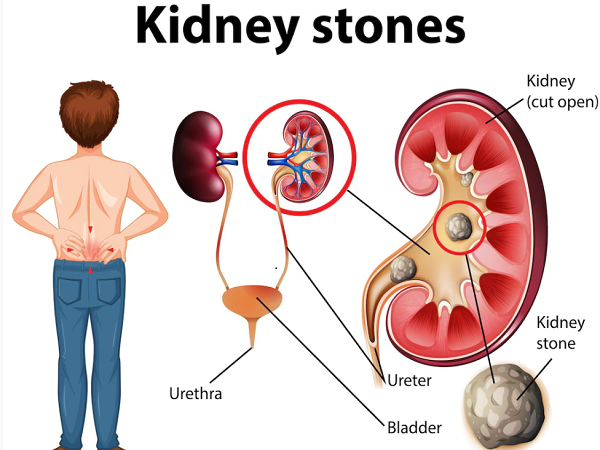 Kidney stones
Kidney
(cut open)
Kidney
stone
Urethra
Ureter
Bladder